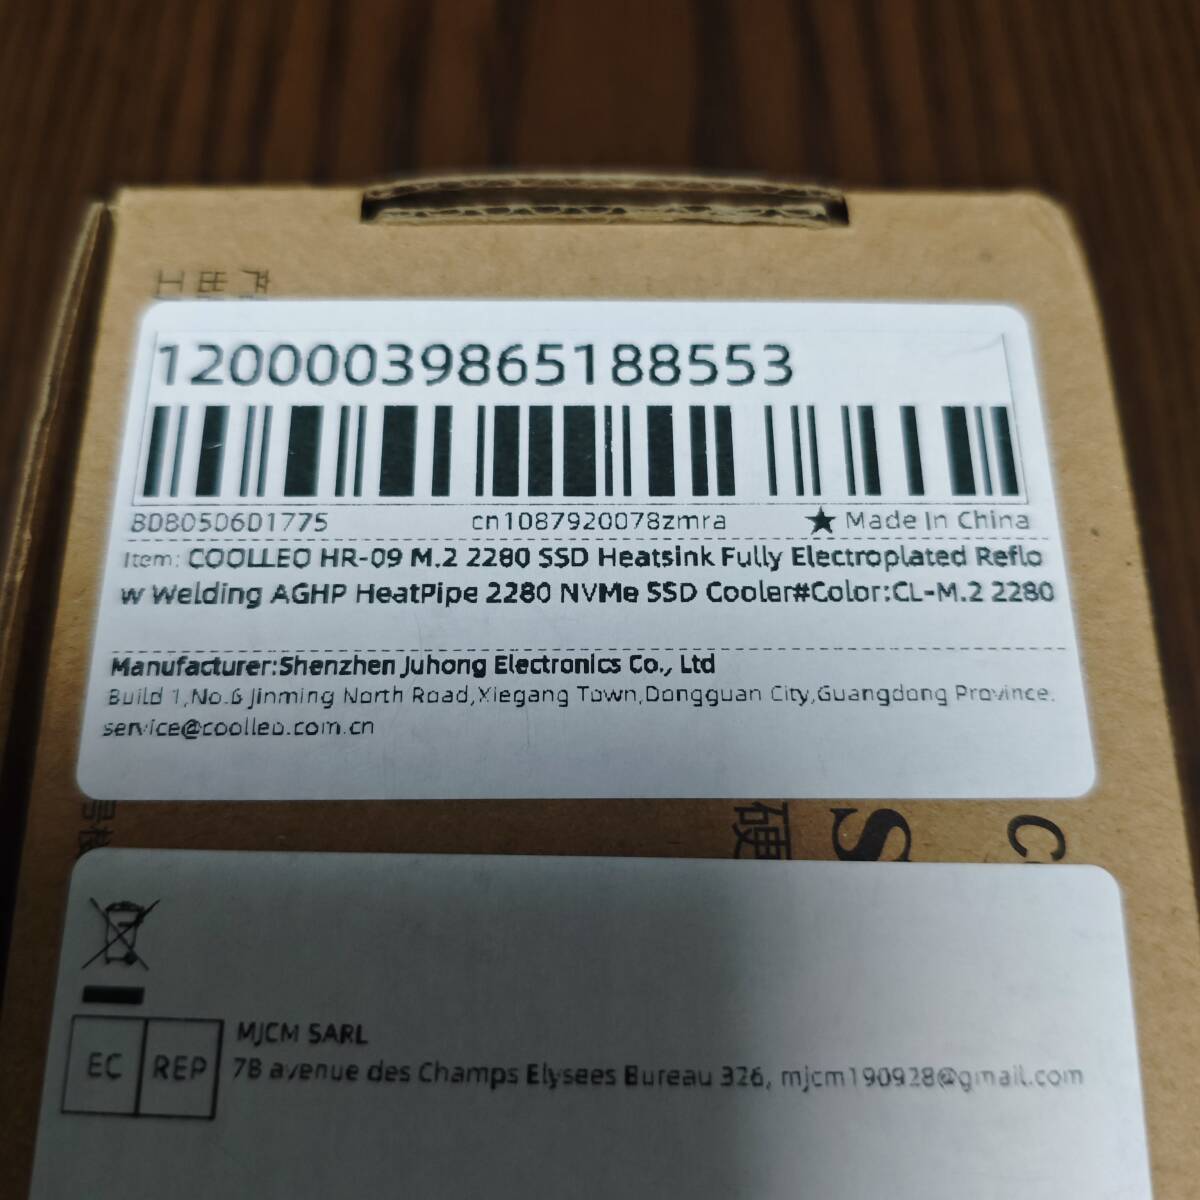 12000039865188553
BDB0506D1775 cn1087920078zmra ★ Made In China
Item: COOLLEO HR-09 M.2 2280 SSD Heatsink Fully Electroplated Reflo
w Welding AGHP HeatPipe 2280 NVMe SSD Cooler#Color:CL-M.2 2280
Manufacturer:Shenzhen Juhong Electronics Co., Ltd
Build 1,No.6 Jinming North Road,Xiegang Town,Dongguan City,Guangdong Province.
service@coolleo.com.cn
EC REP
MJCM SARL
78 avenue des Champs Elysees Bureau 326, mjcm190928@gmail.com